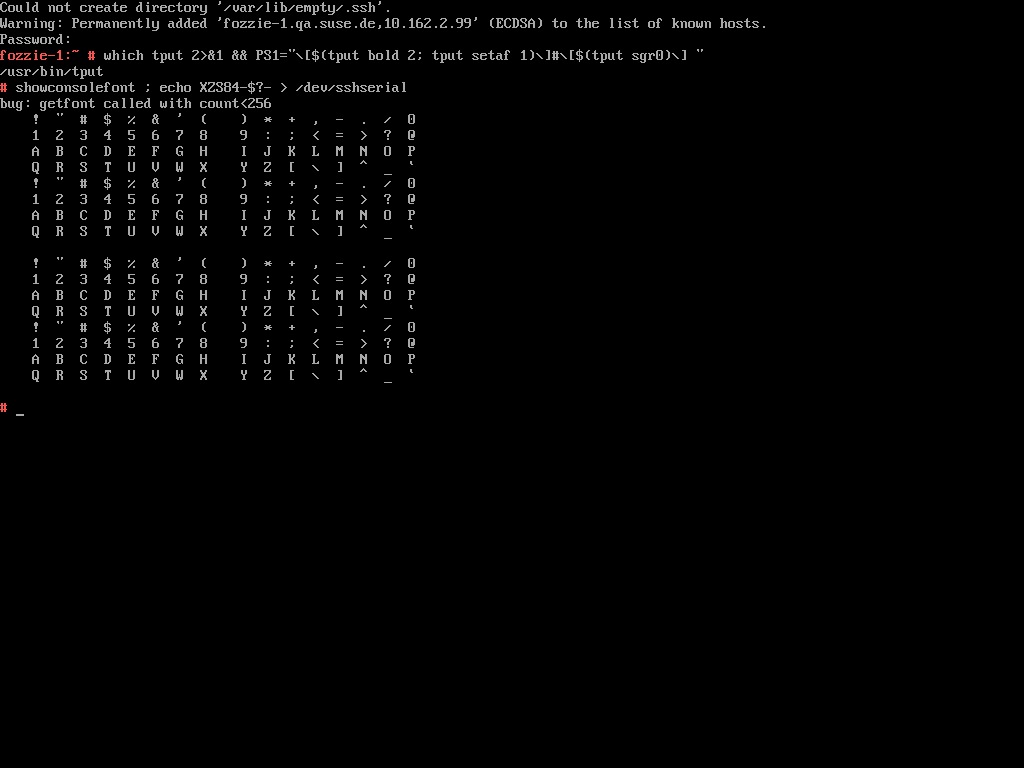 Could not create directory '/var/lib/empty/.ssh'.
Warning: Permanently added 'fozzie-1.qa.suse.de,10.162.2.99' (ECDSA) to the list of known hosts.
Password:
fozzie-1:~ # which tput 2>&1 && PS1="\[$(tput bold 2; tput setaf 1)\]#\[$(tput sgr0)\] "
/usr/bin/tput
# showconsolefont ; echo XZS84-$?- > /dev/sshserial
bug: getfont called with count<256
! " # $ % & ' ( ) * + , - . / 0
1 2 3 4 5 6 7 8 9 : ; < = > ? @
A B C D E F G H I J K L M N O P
Q R S T U V W X Y Z [ \ ] ^ _ `
! " # $ % & ' ( ) * + , - . / 0
1 2 3 4 5 6 7 8 9 : ; < = > ? @
A B C D E F G H I J K L M N O P
Q R S T U V W X Y Z [ \ ] ^ _ `
! " # $ % & ' ( ) * + , - . / 0
1 2 3 4 5 6 7 8 9 : ; < = > ? @
A B C D E F G H I J K L M N O P
Q R S T U V W X Y Z [ \ ] ^ _ `
! " # $ % & ' ( ) * + , - . / 0
1 2 3 4 5 6 7 8 9 : ; < = > ? @
A B C D E F G H I J K L M N O P
Q R S T U V W X Y Z [ \ ] ^ _ `
# _